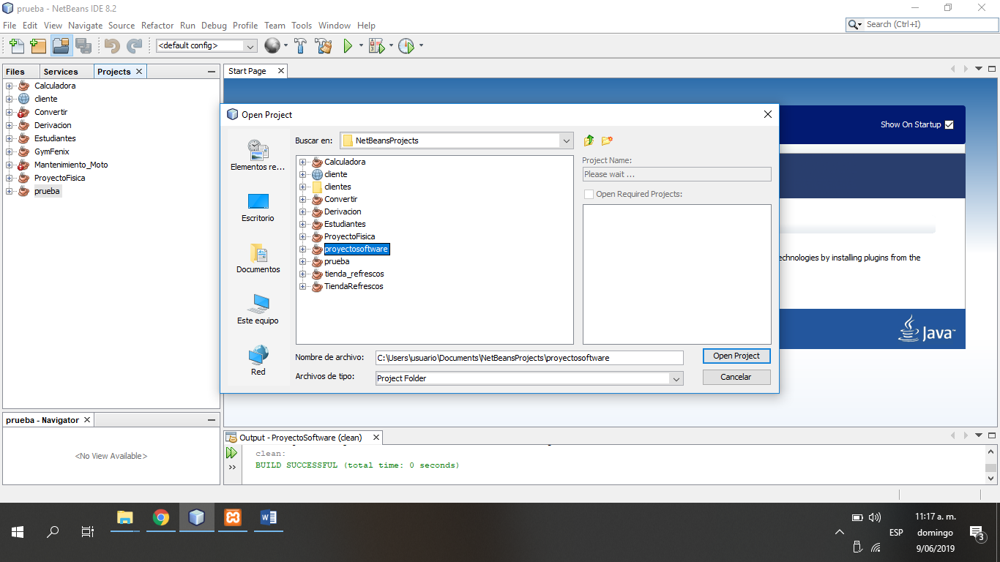 prueba - NetBeans IDE 8.2
File Edit View Navigate Source Refactor Run Debug Profile Team Tools Window Help
Search (Ctrl+I)
<default config>
Files Services Projects
Calculadora
cliente
Convertir
Derivacion
Estudiantes
GymFenix
Mantenimiento_Moto
ProyectoFisica
prueba
Start Page
Show On Startup
echnologies by installing plugins from the
Java™
Open Project
Buscar en: NetBeansProjects
Elementos re...
Escritorio
Documentos
Este equipo
Red
Calculadora
cliente
clientes
Convertir
Derivacion
Estudiantes
ProyectoFisica
proyectosoftware
prueba
tienda_refrescos
TiendaRefrescos
Project Name:
Please wait ...
Open Required Projects:
Nombre de archivo: C:\Users\usuario\Documents\NetBeansProjects\proyectosoftware
Open Project
Archivos de tipo: Project Folder
Cancelar
prueba - Navigator
<No View Available>
Output - ProyectoSoftware (clean)
clean:
BUILD SUCCESSFUL (total time: 0 seconds)
ESP
11:17 a. m.
domingo
9/06/2019
3